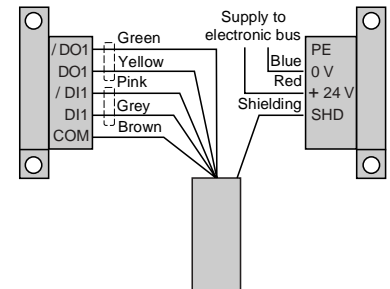 Supply to
electronic bus
/ DO1 Green
DO1 Yellow
/ DI1 Pink
DI1 Grey
COM Brown
PE
Blue 0 V
Red + 24 V
Shielding SHD